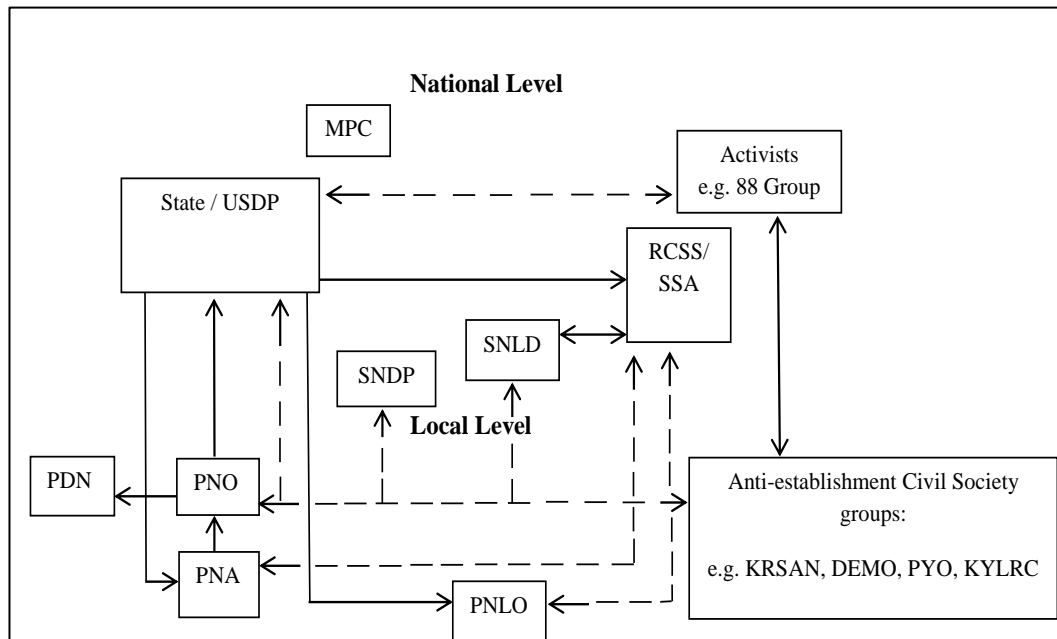 National Level
MPC
Activists
e.g. 88 Group
State / USDP
RCSS/
SSA
SNLD
SNDP
Local Level
PDN
PNO
Anti-establishment Civil Society
groups:
e.g. KRSAN, DEMO, PYO, KYLRC
PNA
PNLO